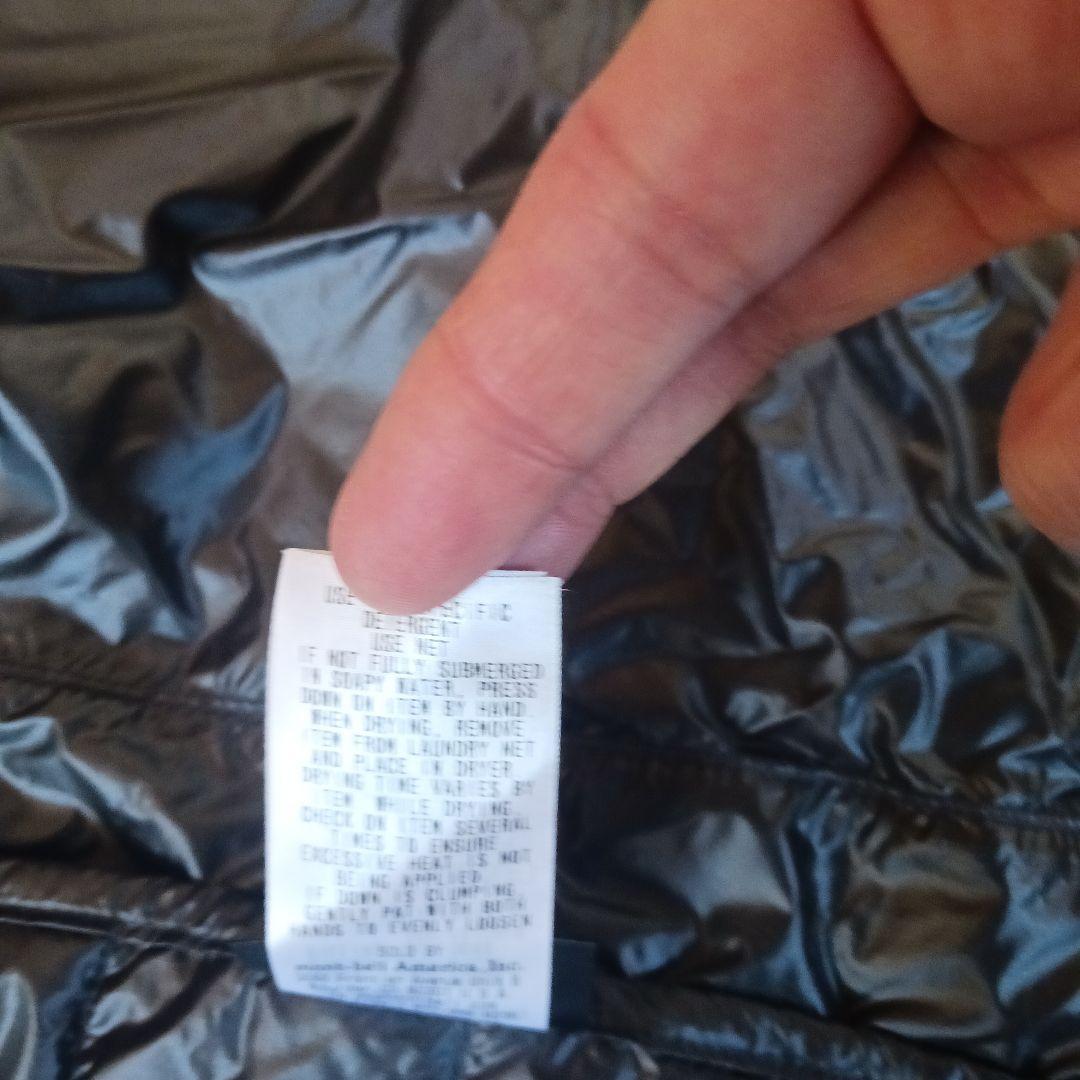 USE
DETERGENT
USE NET
IF NOT FULLY SUBMERGED
IN SOAPY WATER, PRESS
DOWN ON ITEM BY HAND.
WHEN DRYING, REMOVE
ITEM FROM LAUNDRY NET
AND PLACE IN DRYER.
DRYING TIME VARIES BY
ITEM. WHILE DRYING,
CHECK ON ITEM SEVERAL
TIMES TO ENSURE
EXCESSIVE HEAT IS NOT
BEING APPLIED.
IF DOWN IS CLUMPING,
GENTLY PAT WITH BOTH
HANDS TO EVENLY LOOSEN
SOLD BY
mont-bell America, Inc.